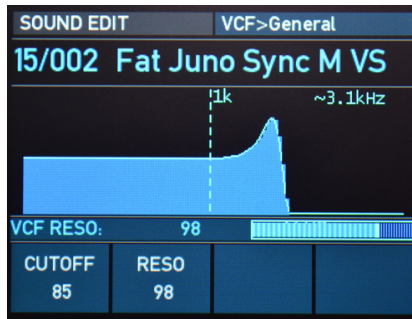 SOUND EDIT VCF>General
15/002 Fat Juno Sync M VS
1k ~3.1kHz
VCF RESO: 98
CUTOFF RESO
85 98